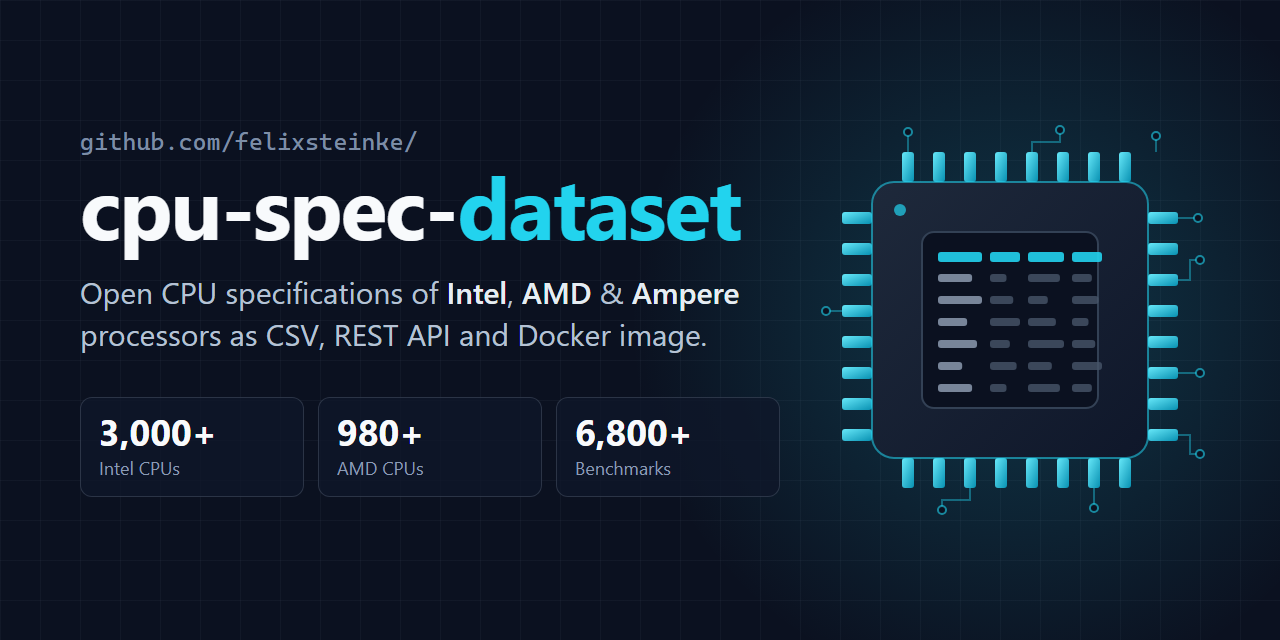 github.com/felixsteinke/
cpu-spec-dataset
Open CPU specifications of Intel, AMD & Ampere
processors as CSV, REST API and Docker image.
3,000+
Intel CPUs
980+
AMD CPUs
6,800+
Benchmarks